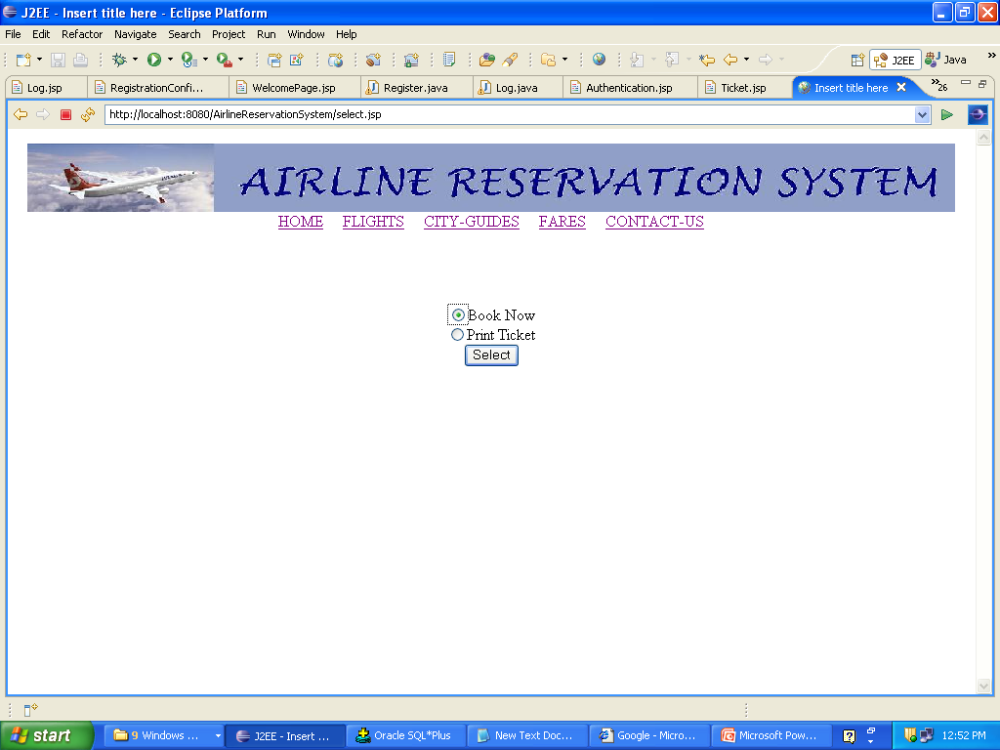 J2EE - Insert title here - Eclipse Platform
File Edit Refactor Navigate Search Project Run Window Help
J2EE Java »
Log.jsp RegistrationConfi... WelcomePage.jsp Register.java Log.java Authentication.jsp Ticket.jsp Insert title here »26
http://localhost:8080/AirlineReservationSystem/select.jsp
AIRLINE RESERVATION SYSTEM
HOME FLIGHTS CITY-GUIDES FARES CONTACT-US
Book Now
Print Ticket
Select
start 9 Windows ... J2EE - Insert ... Oracle SQL*Plus New Text Doc... Google - Micro... Microsoft Pow... 12:52 PM